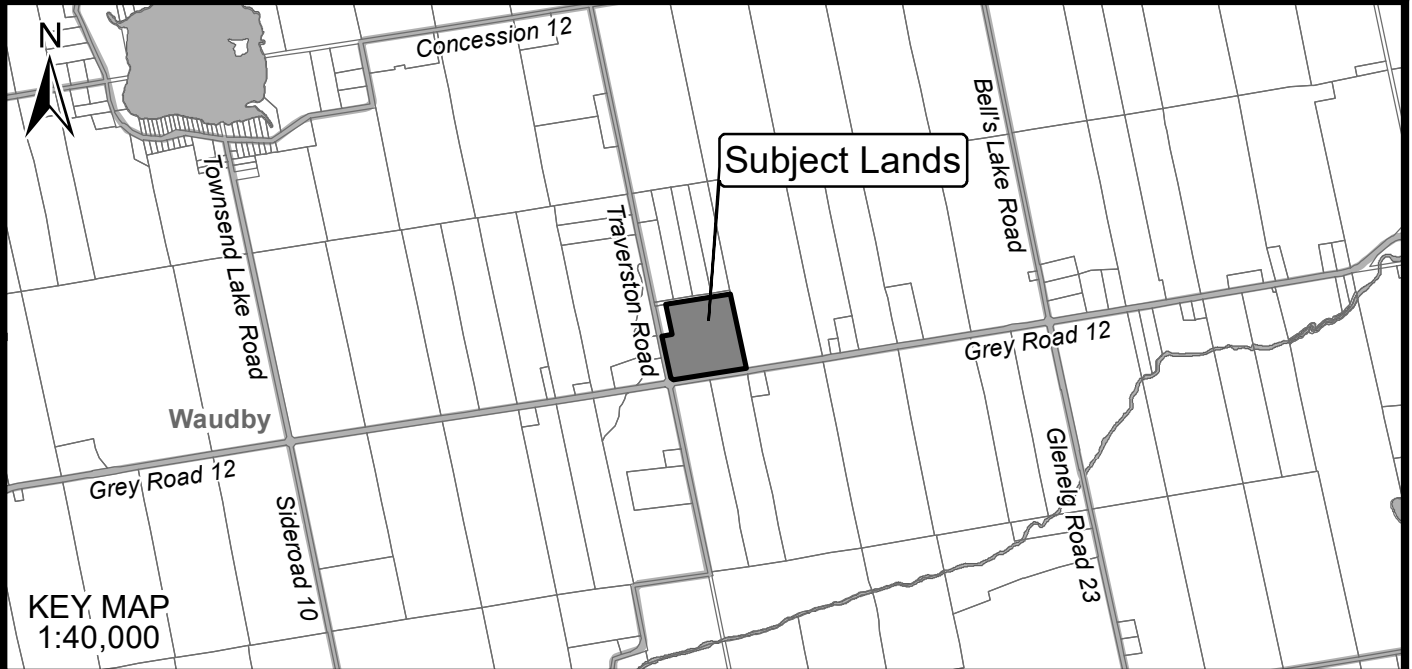 N
Concession 12
Bell's Lake Road
Subject Lands
Townsend Lake Road
Traverston Road
Grey Road 12
Waudby
Grey Road 12
Sideroad 10
Glenelg Road 23
KEY MAP
1:40,000